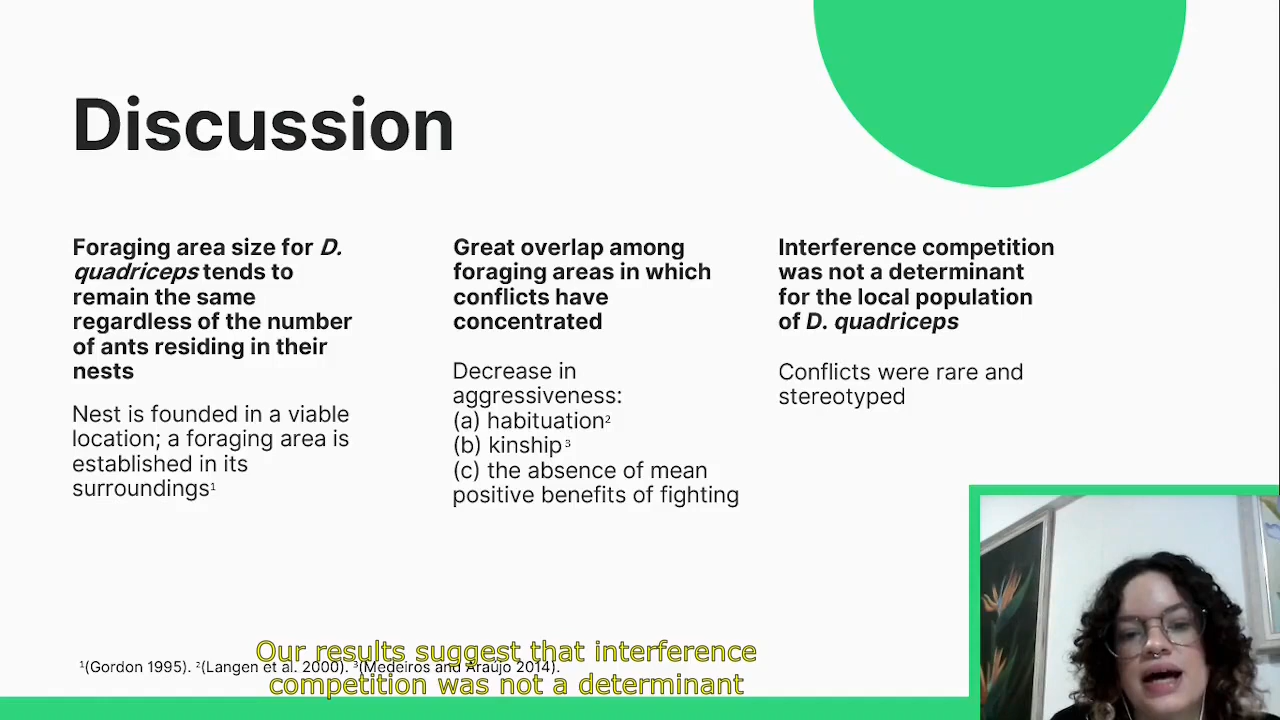 Discussion
Foraging area size for D.
quadriceps tends to
remain the same
regardless of the number
of ants residing in their
nests
Nest is founded in a viable
location; a foraging area is
established in its
surroundings¹
Great overlap among
foraging areas in which
conflicts have
concentrated
Decrease in
aggressiveness:
(a) habituation²
(b) kinship³
(c) the absence of mean
positive benefits of fighting
Interference competition
was not a determinant
for the local population
of D. quadriceps
Conflicts were rare and
stereotyped
¹(Gordon 1995). ²(Langen et al. 2000). ³(Medeiros and Araújo 2014).
Our results suggest that interference
competition was not a determinant